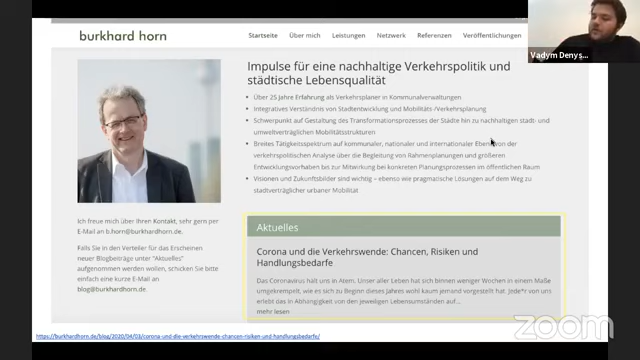 burkhard horn
Startseite Über mich Leistungen Netzwerk Referenzen Veröffentlichungen
Vadym Denys...
Impulse für eine nachhaltige Verkehrspolitik und
städtische Lebensqualität
Über 25 Jahre Erfahrung als Verkehrsplaner in Kommunalverwaltungen
Integratives Verständnis von Stadtentwicklung und Mobilitäts-/Verkehrsplanung
Schwerpunkt auf Gestaltung des Transformationsprozesses der Städte hin zu nachhaltigen stadt- und
umweltverträglichen Mobilitätsstrukturen
Breites Tätigkeitsspektrum auf kommunaler, nationaler und internationaler Ebene von der
verkehrspolitischen Analyse über die Begleitung von Rahmenplanungen und größeren
Entwicklungsvorhaben bis zur Mitwirkung bei konkreten Planungsprozessen im öffentlichen Raum
Visionen und Zukunftsbilder sind wichtig – ebenso wie pragmatische Lösungen auf dem Weg zu
stadtverträglicher urbaner Mobilität
Ich freue mich über Ihren Kontakt, sehr gern per
E-Mail an b.horn@burkhardhorn.de.
Falls Sie in den Verteiler für das Erscheinen
neuer Blogbeiträge unter "Aktuelles"
aufgenommen werden wollen, schicken Sie bitte
einfach eine kurze E-Mail an
blog@burkhardhorn.de
Aktuelles
Corona und die Verkehrswende: Chancen, Risiken und
Handlungsbedarfe
Das Coronavirus hält uns in Atem. Unser aller Leben hat sich binnen weniger Wochen in einem Maße
umgekrempelt, wie es sich zu Beginn dieses Jahres wohl kaum jemand vorgestellt hat. Jede*r von uns
erlebt das in Abhängigkeit von den jeweiligen Lebensumständen auf...
mehr lesen
https://burkhardhorn.de/blog/2020/04/03/corona-und-die-verkehrswende-chancen-risiken-und-handlungsbedarfe/
zoom